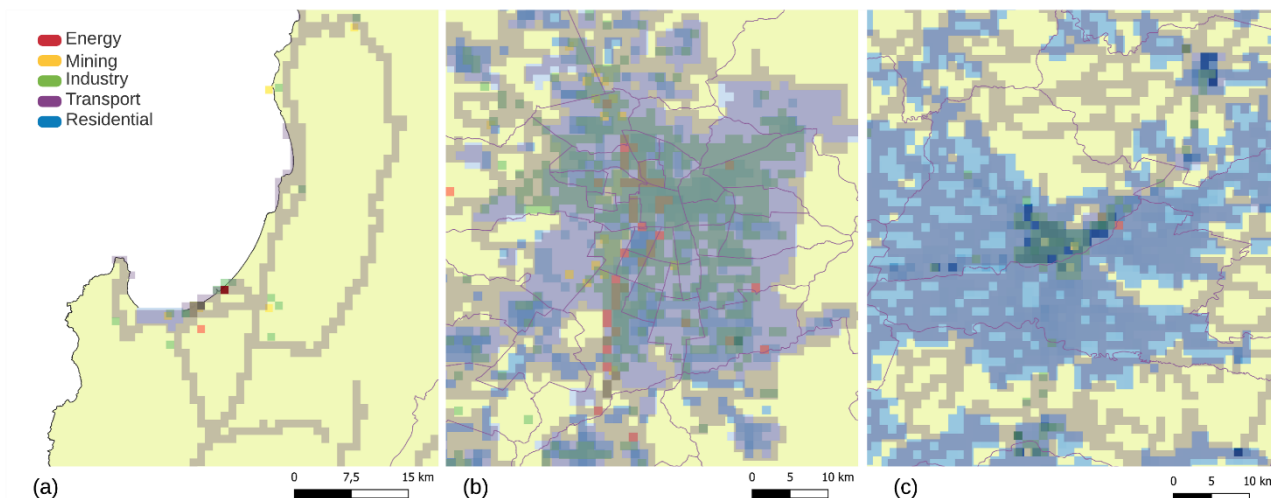 Energy
Mining
Industry
Transport
Residential
(a)
0 7,5 15 km
(b)
0 5 10 km
(c)
0 5 10 km